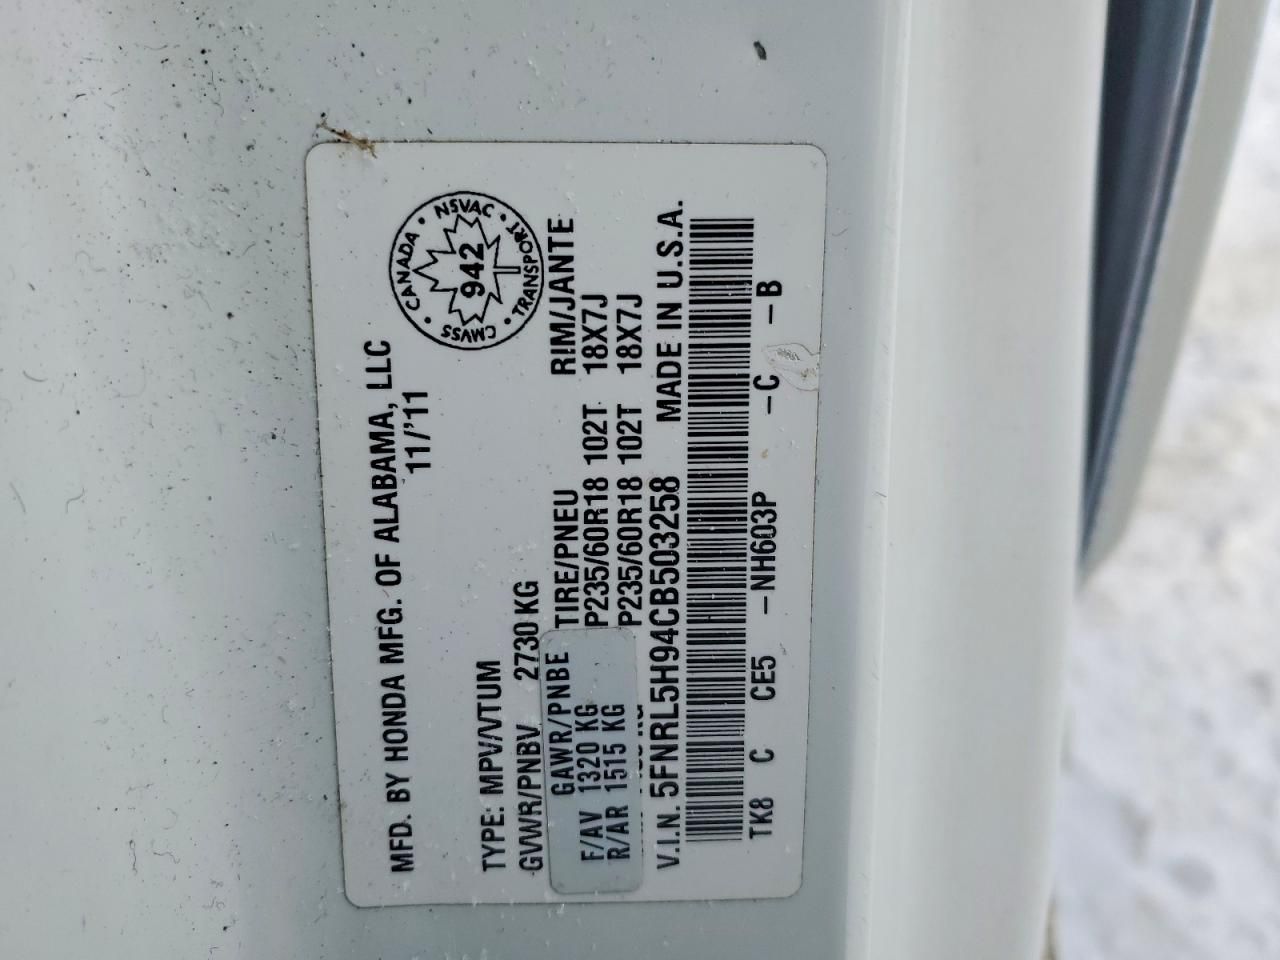 MFD. BY HONDA MFG. OF ALABAMA, LLC
11/'11
CANADA • NSVAC • TRANSPORT • CMVSS •
942
TYPE: MPV/VTUM
GVWR/PNBV 2730 KG
GAWR/PNBE TIRE/PNEU RIM/JANTE
F/AV 1320 KG P235/60R18 102T 18X7J
R/AR 1515 KG P235/60R18 102T 18X7J
V.I.N. 5FNRL5H94CB503258 MADE IN U.S.A.
TK8 C CE5 -NH603P -C -B